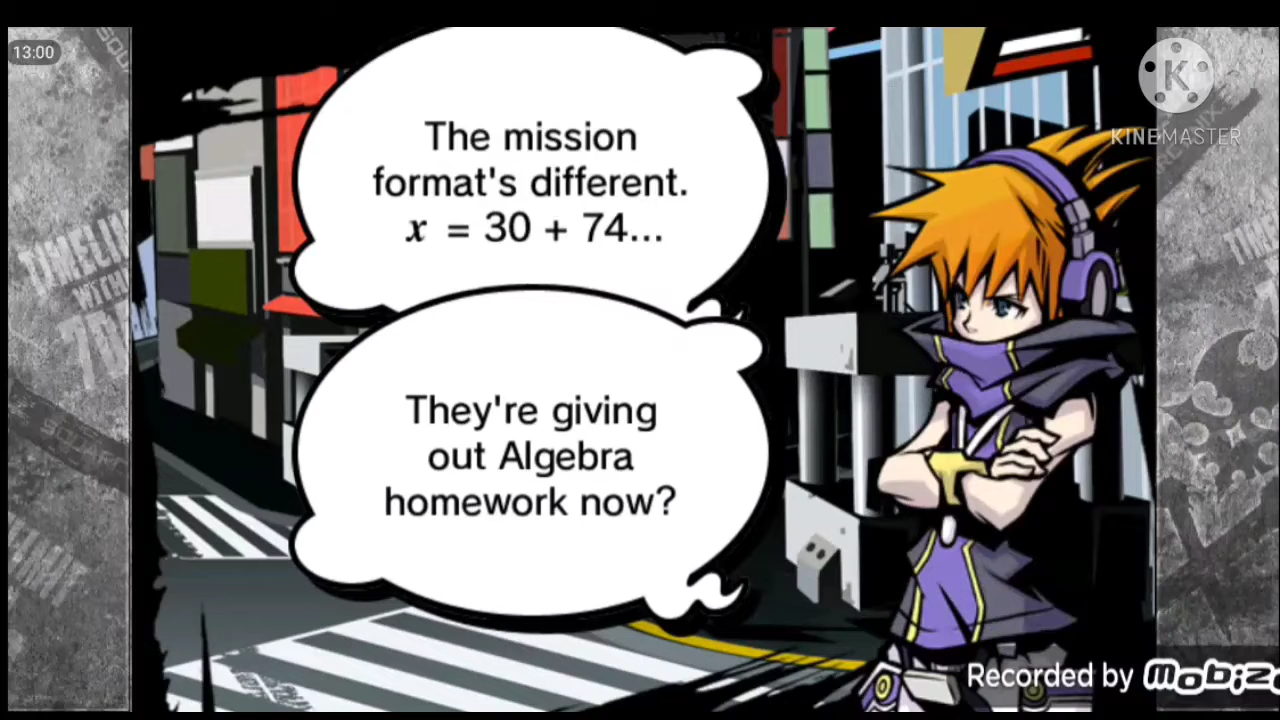 13:00
The mission
format's different.
x = 30 + 74...
They're giving
out Algebra
homework now?
K
KINEMASTER
Recorded by